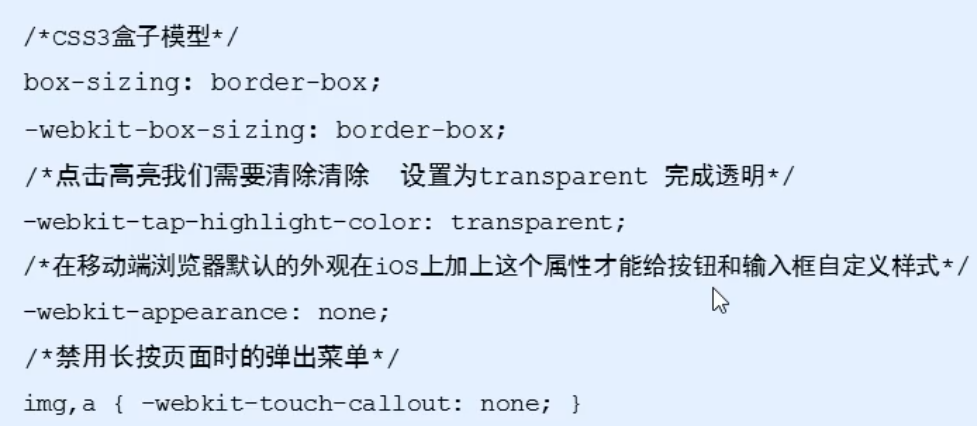 /*CSS3盒子模型*/
box-sizing: border-box;
-webkit-box-sizing: border-box;
/*点击高亮我们需要清除清除  设置为transparent 完成透明*/
-webkit-tap-highlight-color: transparent;
/*在移动端浏览器默认的外观在iOS上加上这个属性才能给按钮和输入框自定义样式*/
-webkit-appearance: none;
/*禁用长按页面时的弹出菜单*/
img,a { -webkit-touch-callout: none; }